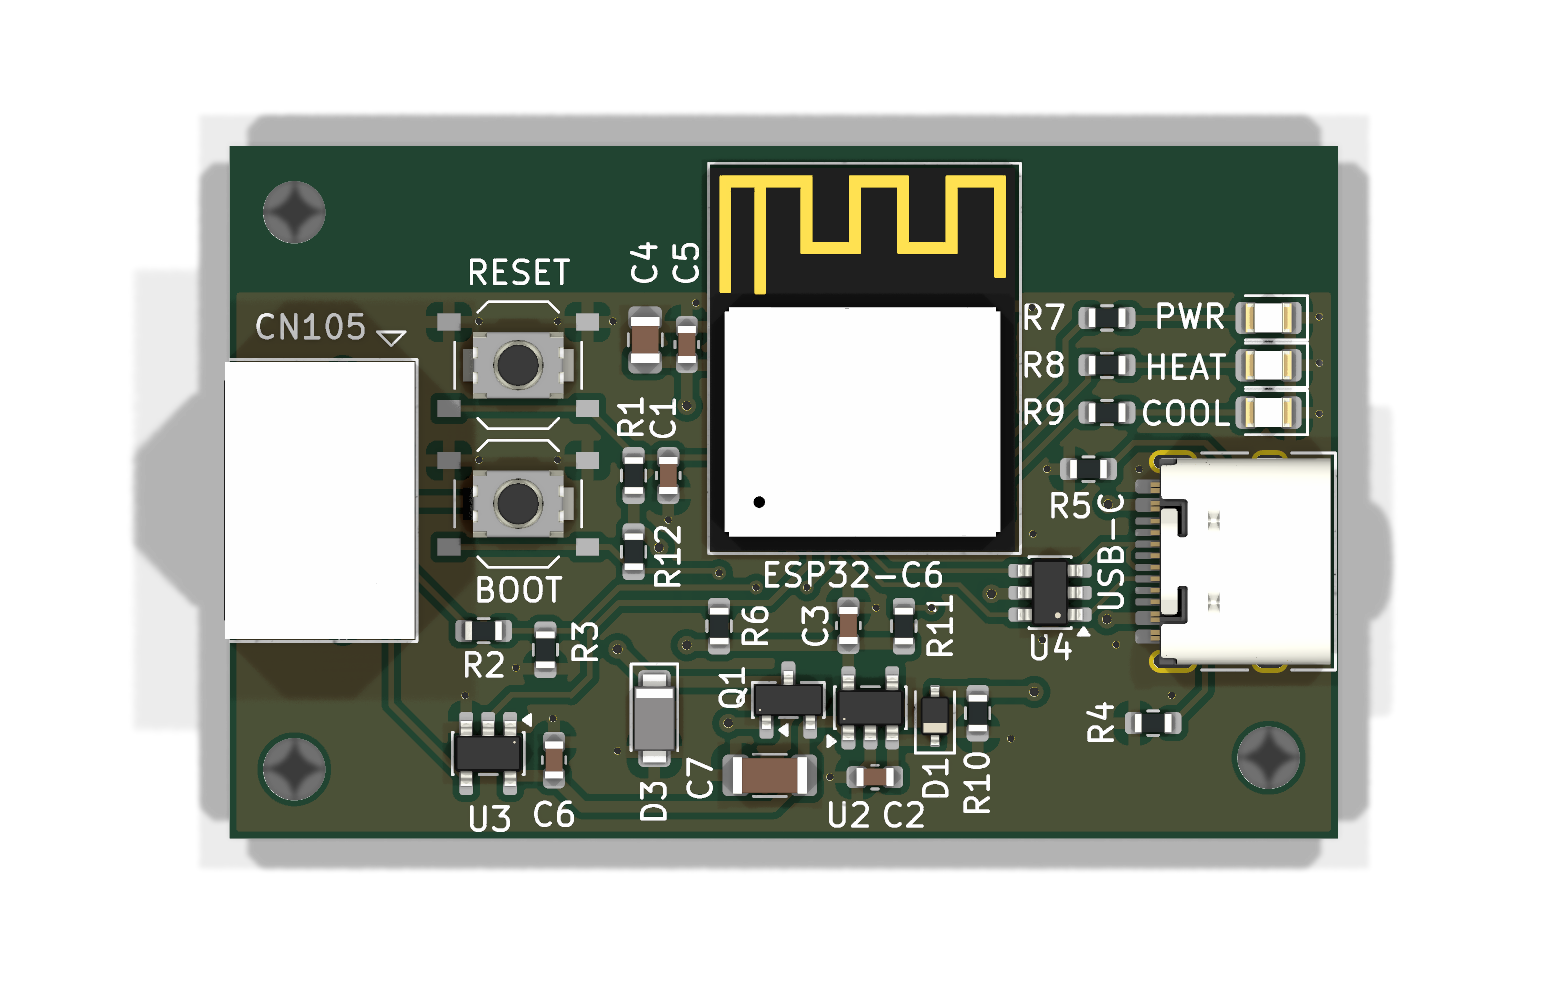 RESET
C4
C5
CN105
R7
PWR
R8
HEAT
R9
COOL
R1
C1
R5
USB-C
R12
ESP32-C6
BOOT
R6
C3
R11
U4
R3
R2
Q1
R4
C7
D1
R10
D3
U3
C6
U2
C2